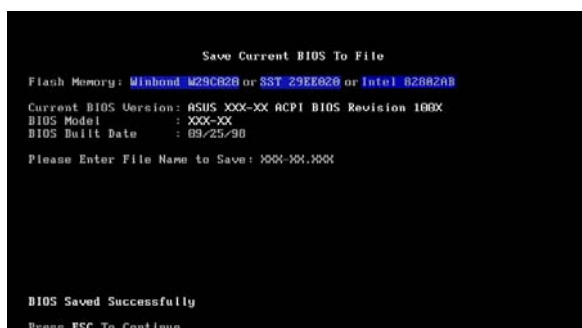 Save Current BIOS To File
Flash Memory: Winbond W29C020 or SST 29EE020 or Intel 82802AB
Current BIOS Version: ASUS XXX-XX ACPI BIOS Revision 100X
BIOS Model : XXX-XX
BIOS Built Date : 09/25/98
Please Enter File Name to Save: XXX-XX.XXX
BIOS Saved Successfully
Press ESC To Continue